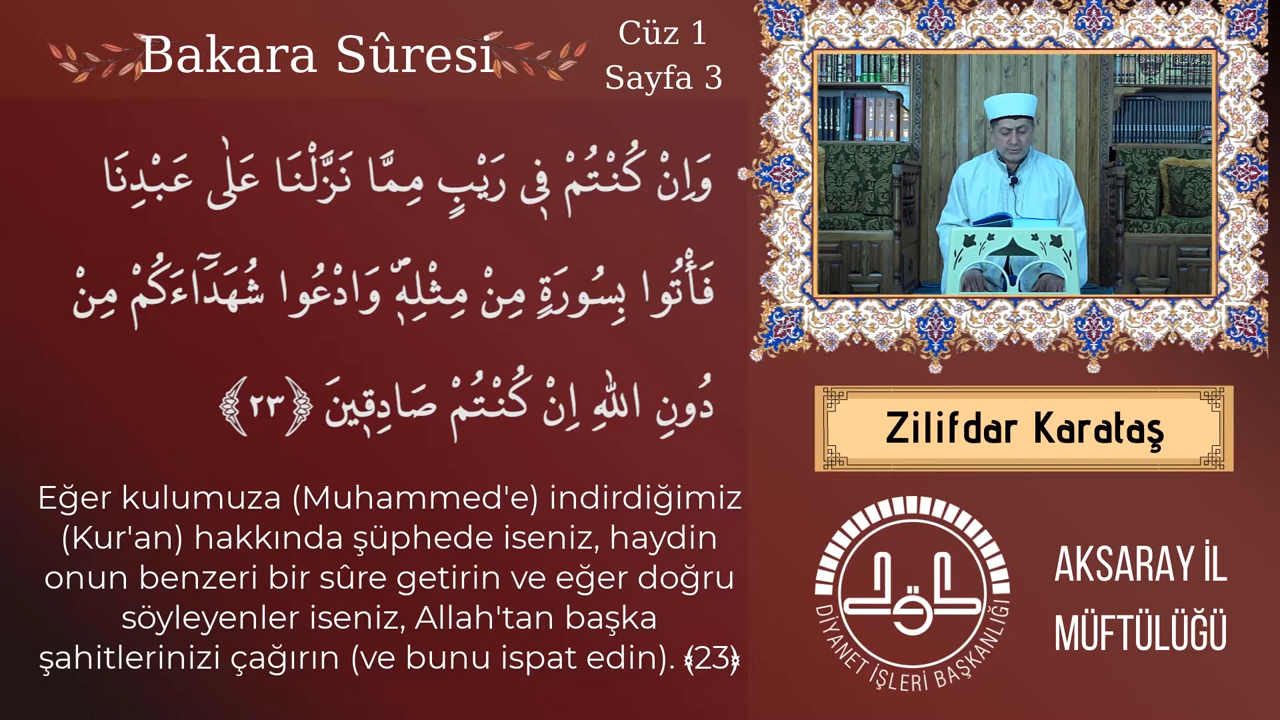 Bakara Sûresi
Cüz 1
Sayfa 3
وَاِنْ كُنْتُمْ ف۪ي رَيْبٍ مِمَّا نَزَّلْنَا عَلٰى عَبْدِنَا
فَأْتُوا بِسُورَةٍ مِنْ مِثْلِه۪ۖ وَادْعُوا شُهَدَٓاءَكُمْ مِنْ
دُونِ اللّٰهِ اِنْ كُنْتُمْ صَادِق۪ينَ ﴿٢٣﴾
Eğer kulumuza (Muhammed'e) indirdiğimiz
(Kur'an) hakkında şüphede iseniz, haydin
onun benzeri bir sûre getirin ve eğer doğru
söyleyenler iseniz, Allah'tan başka
şahitlerinizi çağırın (ve bunu ispat edin). ﴾23﴿
Zilifdar Karataş
DİYANET İŞLERİ BAŞKANLIĞI
AKSARAY İL
MÜFTÜLÜĞÜ